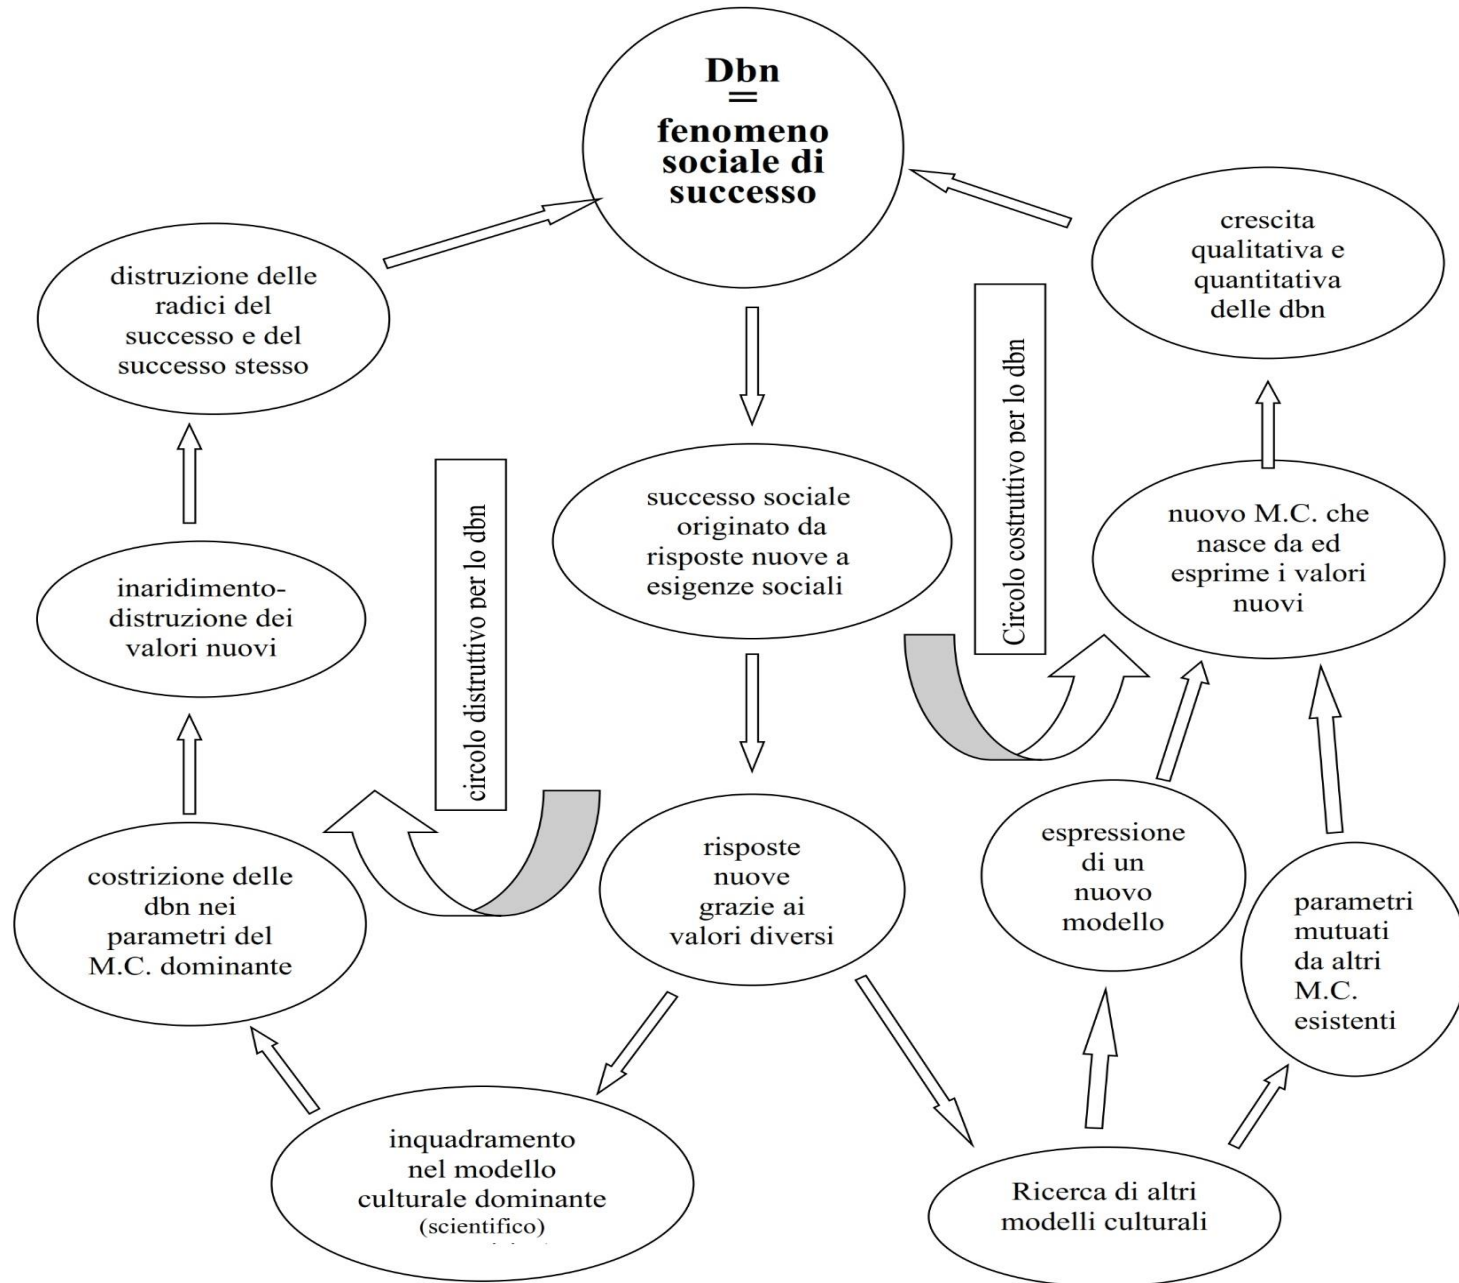 Dbn
=
fenomeno
sociale di
successo
crescita
qualitativa e
quantitativa
delle dbn
distruzione delle
radici del
successo e del
successo stesso
Circolo costruttivo per lo dbn
circolo distruttivo per lo dbn
successo sociale
originato da
risposte nuove a
esigenze sociali
nuovo M.C. che
nasce da ed
esprime i valori
nuovi
inaridimento-
distruzione dei
valori nuovi
risposte
nuove
grazie ai
valori diversi
espressione
di un
nuovo
modello
costrizione delle
dbn nei
parametri del
M.C. dominante
parametri
mutuati
da altri
M.C.
esistenti
inquadramento
nel modello
culturale dominante
(scientifico)
Ricerca di altri
modelli culturali